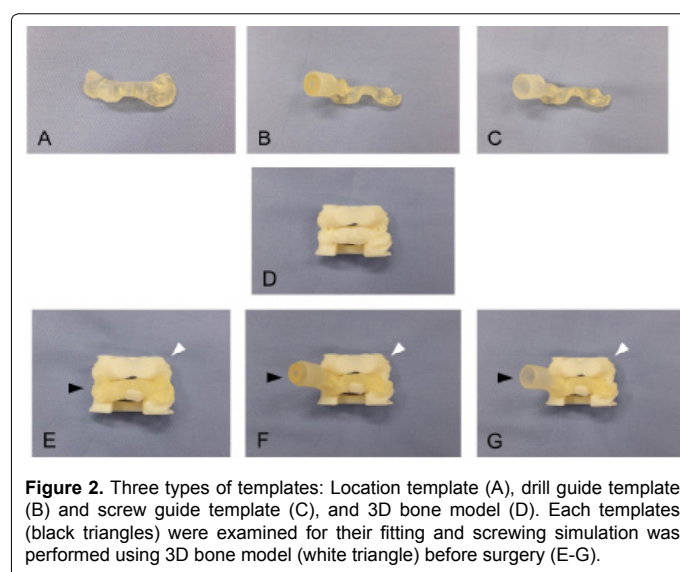 A
B
C
D
E
F
G
Figure 2. Three types of templates: Location template (A), drill guide template
(B) and screw guide template (C), and 3D bone model (D). Each templates
(black triangles) were examined for their fitting and screwing simulation was
performed using 3D bone model (white triangle) before surgery (E-G).